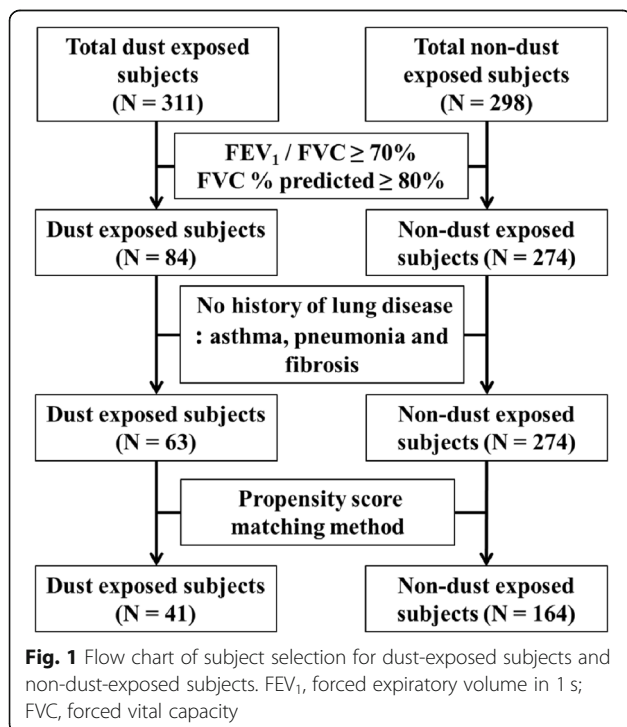 Total dust exposed
subjects
(N = 311)
Total non-dust
exposed subjects
(N = 298)
FEV₁ / FVC ≥ 70%
FVC % predicted ≥ 80%
Dust exposed subjects
(N = 84)
Non-dust exposed
subjects (N = 274)
No history of lung disease
: asthma, pneumonia and
fibrosis
Dust exposed subjects
(N = 63)
Non-dust exposed
subjects (N = 274)
Propensity score
matching method
Dust exposed subjects
(N = 41)
Non-dust exposed
subjects (N = 164)
Fig. 1 Flow chart of subject selection for dust-exposed subjects and
non-dust-exposed subjects. FEV₁, forced expiratory volume in 1 s;
FVC, forced vital capacity